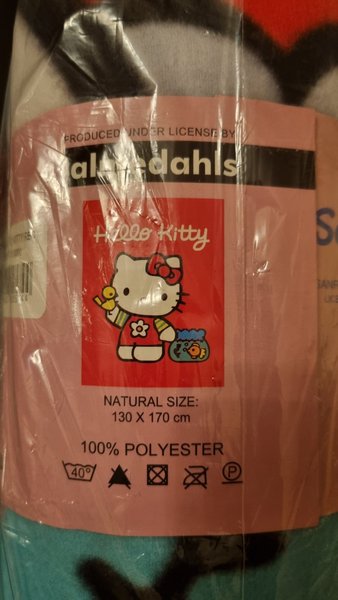 PRODUCED UNDER LICENSE BY
Hello Kitty
NATURAL SIZE:
130 X 170 cm
100% POLYESTER
40°
P